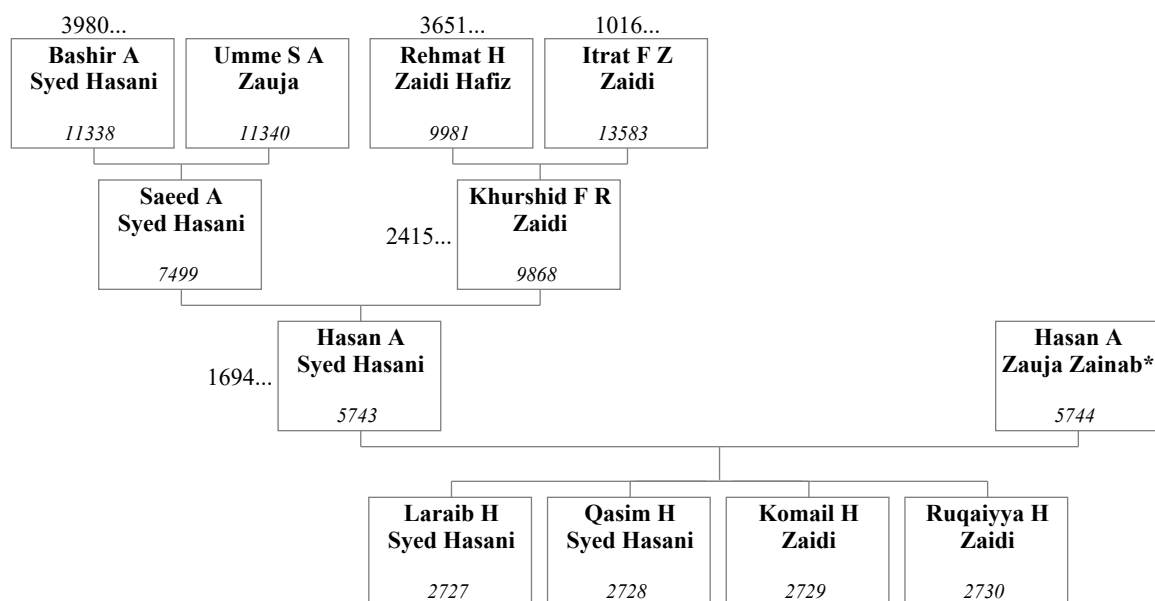 3980...
3651...
1016...
Bashir A
Syed Hasani
11338
Umme S A
Zauja
11340
Rehmat H
Zaidi Hafiz
9981
Itrat F Z
Zaidi
13583
Saeed A
Syed Hasani
7499
2415...
Khurshid F R
Zaidi
9868
1694...
Hasan A
Syed Hasani
5743
Hasan A
Zauja Zainab*
5744
Laraib H
Syed Hasani
2727
Qasim H
Syed Hasani
2728
Komail H
Zaidi
2729
Ruqaiyya H
Zaidi
2730